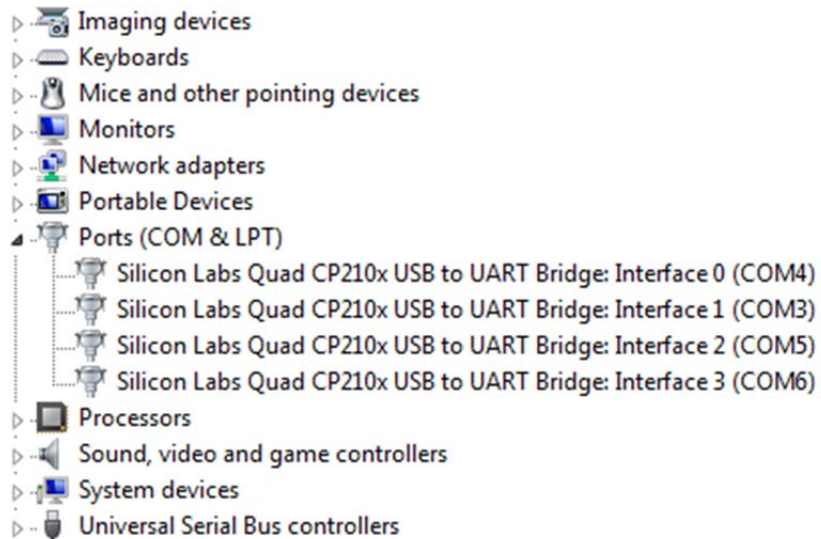 Imaging devices
Keyboards
Mice and other pointing devices
Monitors
Network adapters
Portable Devices
Ports (COM & LPT)
Silicon Labs Quad CP210x USB to UART Bridge: Interface 0 (COM4)
Silicon Labs Quad CP210x USB to UART Bridge: Interface 1 (COM3)
Silicon Labs Quad CP210x USB to UART Bridge: Interface 2 (COM5)
Silicon Labs Quad CP210x USB to UART Bridge: Interface 3 (COM6)
Processors
Sound, video and game controllers
System devices
Universal Serial Bus controllers